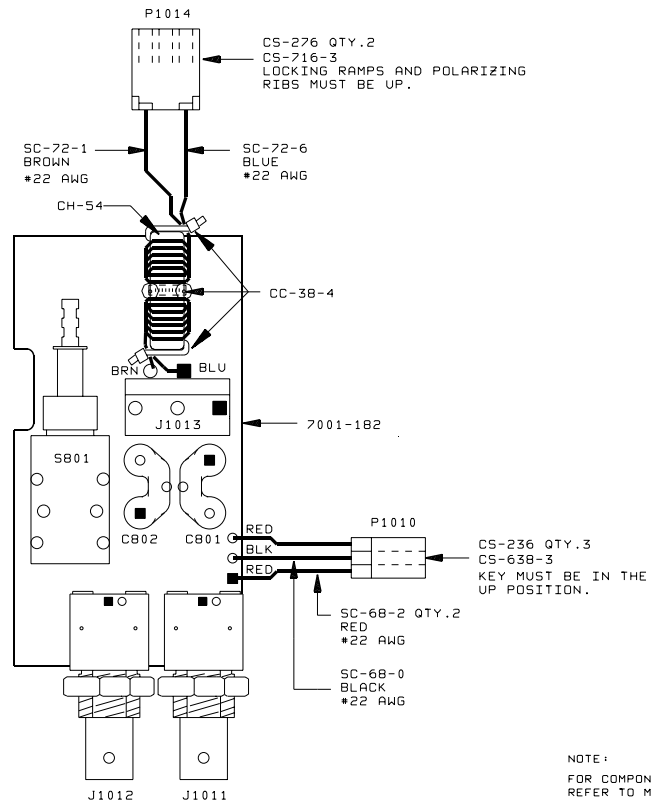 P1014
CS-276 QTY.2
CS-716-3
LOCKING RAMPS AND POLARIZING
RIBS MUST BE UP.
SC-72-1
BROWN
#22 AWG
SC-72-6
BLUE
#22 AWG
CH-54
CC-38-4
BRN
BLU
J1013
7001-182
S801
C802
C801
RED
BLK
RED
P1010
CS-236 QTY.3
CS-638-3
KEY MUST BE IN THE
UP POSITION.
SC-68-2 QTY.2
RED
#22 AWG
SC-68-0
BLACK
#22 AWG
J1012
J1011
NOTE:
FOR COMPON
REFER TO M